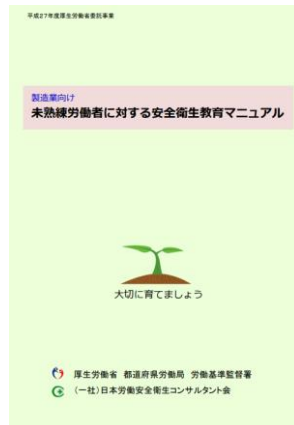 平成27年度厚生労働省委託事業
製造業向け
未熟練労働者に対する安全衛生教育マニュアル
大切に育てましょう
厚生労働省 都道府県労働局 労働基準監督署
(一社)日本労働安全衛生コンサルタント会